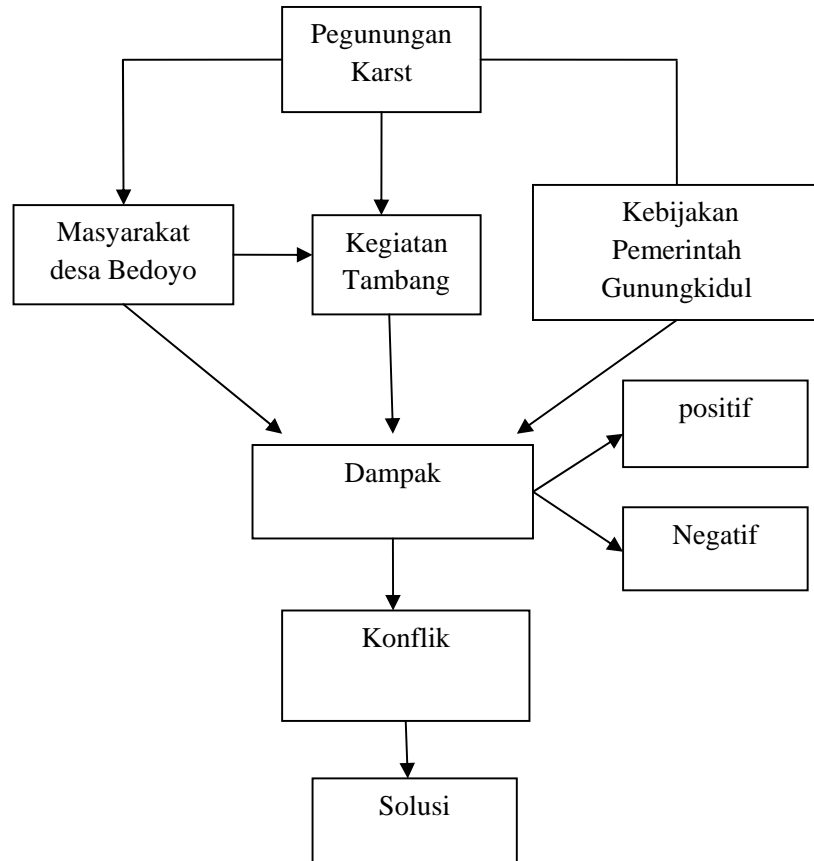 Pegunungan
Karst
Masyarakat
desa Bedoyo
Kegiatan
Tambang
Kebijakan
Pemerintah
Gunungkidul
positif
Dampak
Negatif
Konflik
Solusi